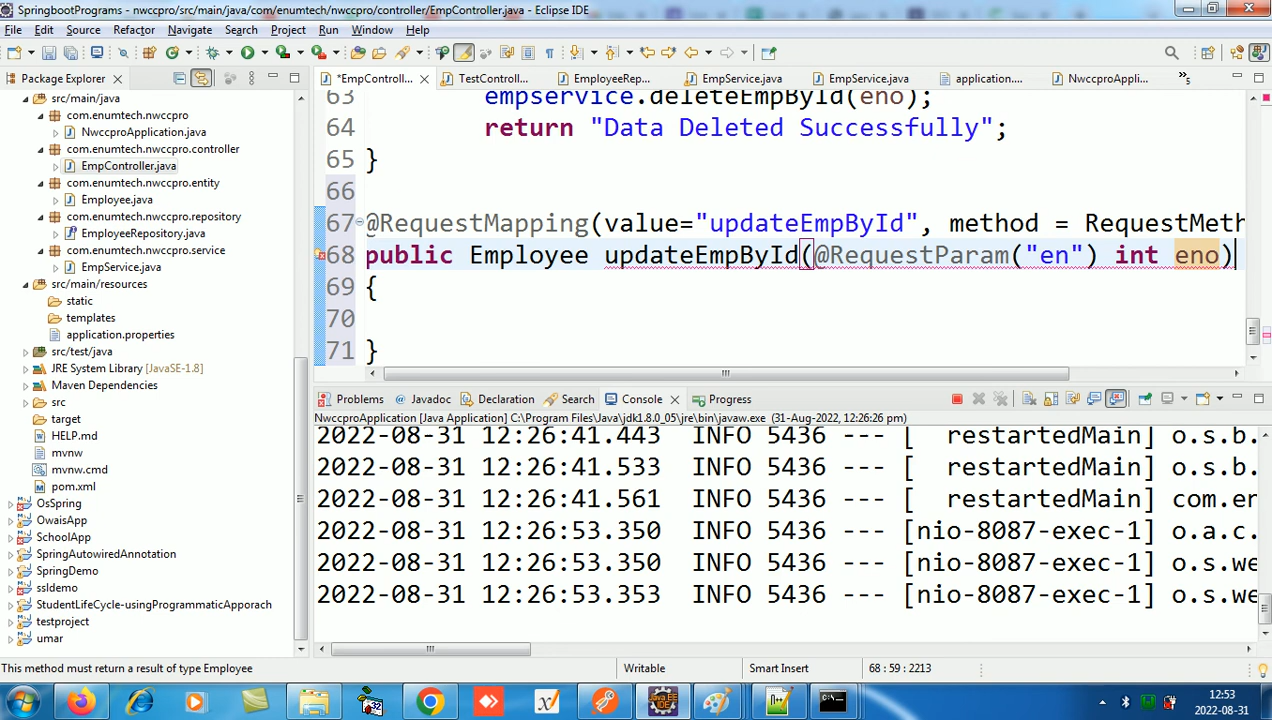 SpringbootPrograms - nwccpro/src/main/java/com/enumtech/nwccpro/controller/EmpController.java - Eclipse IDE
File Edit Source Refactor Navigate Search Project Run Window Help
Package Explorer
src/main/java
com.enumtech.nwccpro
NwccproApplication.java
com.enumtech.nwccpro.controller
EmpController.java
com.enumtech.nwccpro.entity
Employee.java
com.enumtech.nwccpro.repository
EmployeeRepository.java
com.enumtech.nwccpro.service
EmpService.java
src/main/resources
static
templates
application.properties
src/test/java
JRE System Library [JavaSE-1.8]
Maven Dependencies
src
target
HELP.md
mvnw
mvnw.cmd
pom.xml
OsSpring
OwaisApp
SchoolApp
SpringAutowiredAnnotation
SpringDemo
ssldemo
StudentLifeCycle-usingProgrammaticApporach
testproject
umar
*EmpControll... TestControll... EmployeeRep... EmpService.java EmpService.java application.... NwccproAppli... »5
63 empservice.deleteEmpById(eno);
64 return "Data Deleted Successfully";
65 }
66
67 @RequestMapping(value="updateEmpById", method = RequestMeth
68 public Employee updateEmpById(@RequestParam("en") int eno)
69 {
70
71 }
Problems Javadoc Declaration Search Console Progress
NwccproApplication [Java Application] C:\Program Files\Java\jdk1.8.0_05\jre\bin\javaw.exe (31-Aug-2022, 12:26:26 pm)
2022-08-31 12:26:41.443 INFO 5436 --- [ restartedMain] o.s.b.
2022-08-31 12:26:41.533 INFO 5436 --- [ restartedMain] o.s.b.
2022-08-31 12:26:41.561 INFO 5436 --- [ restartedMain] com.en
2022-08-31 12:26:53.350 INFO 5436 --- [nio-8087-exec-1] o.a.c.
2022-08-31 12:26:53.350 INFO 5436 --- [nio-8087-exec-1] o.s.we
2022-08-31 12:26:53.353 INFO 5436 --- [nio-8087-exec-1] o.s.we
This method must return a result of type Employee Writable Smart Insert 68 : 59 : 2213
12:53
2022-08-31